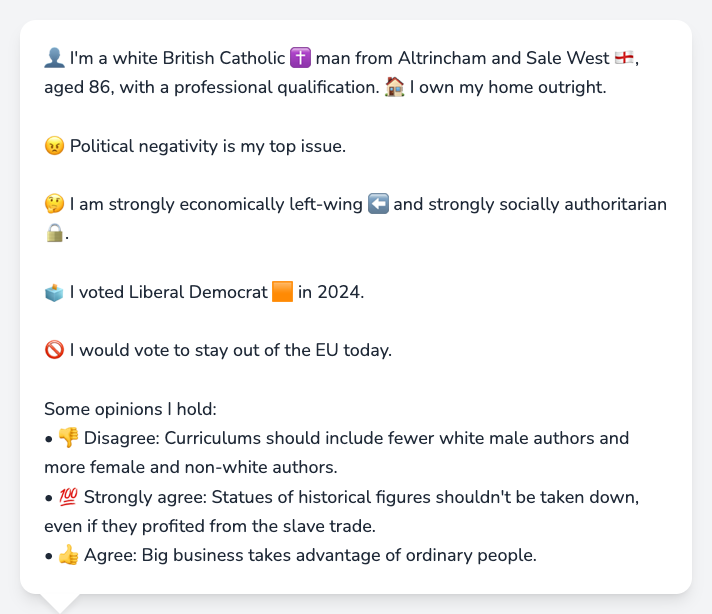 👤 I'm a white British Catholic ✝️ man from Altrincham and Sale West 🏴󠁧󠁢󠁥󠁮󠁧󠁿,
aged 86, with a professional qualification. 🏠 I own my home outright.
😠 Political negativity is my top issue.
🤔 I am strongly economically left-wing ⬅️ and strongly socially authoritarian
🔒.
🗳️ I voted Liberal Democrat 🟧 in 2024.
🚫 I would vote to stay out of the EU today.
Some opinions I hold:
• 👎 Disagree: Curriculums should include fewer white male authors and
more female and non-white authors.
• 💯 Strongly agree: Statues of historical figures shouldn't be taken down,
even if they profited from the slave trade.
• 👍 Agree: Big business takes advantage of ordinary people.